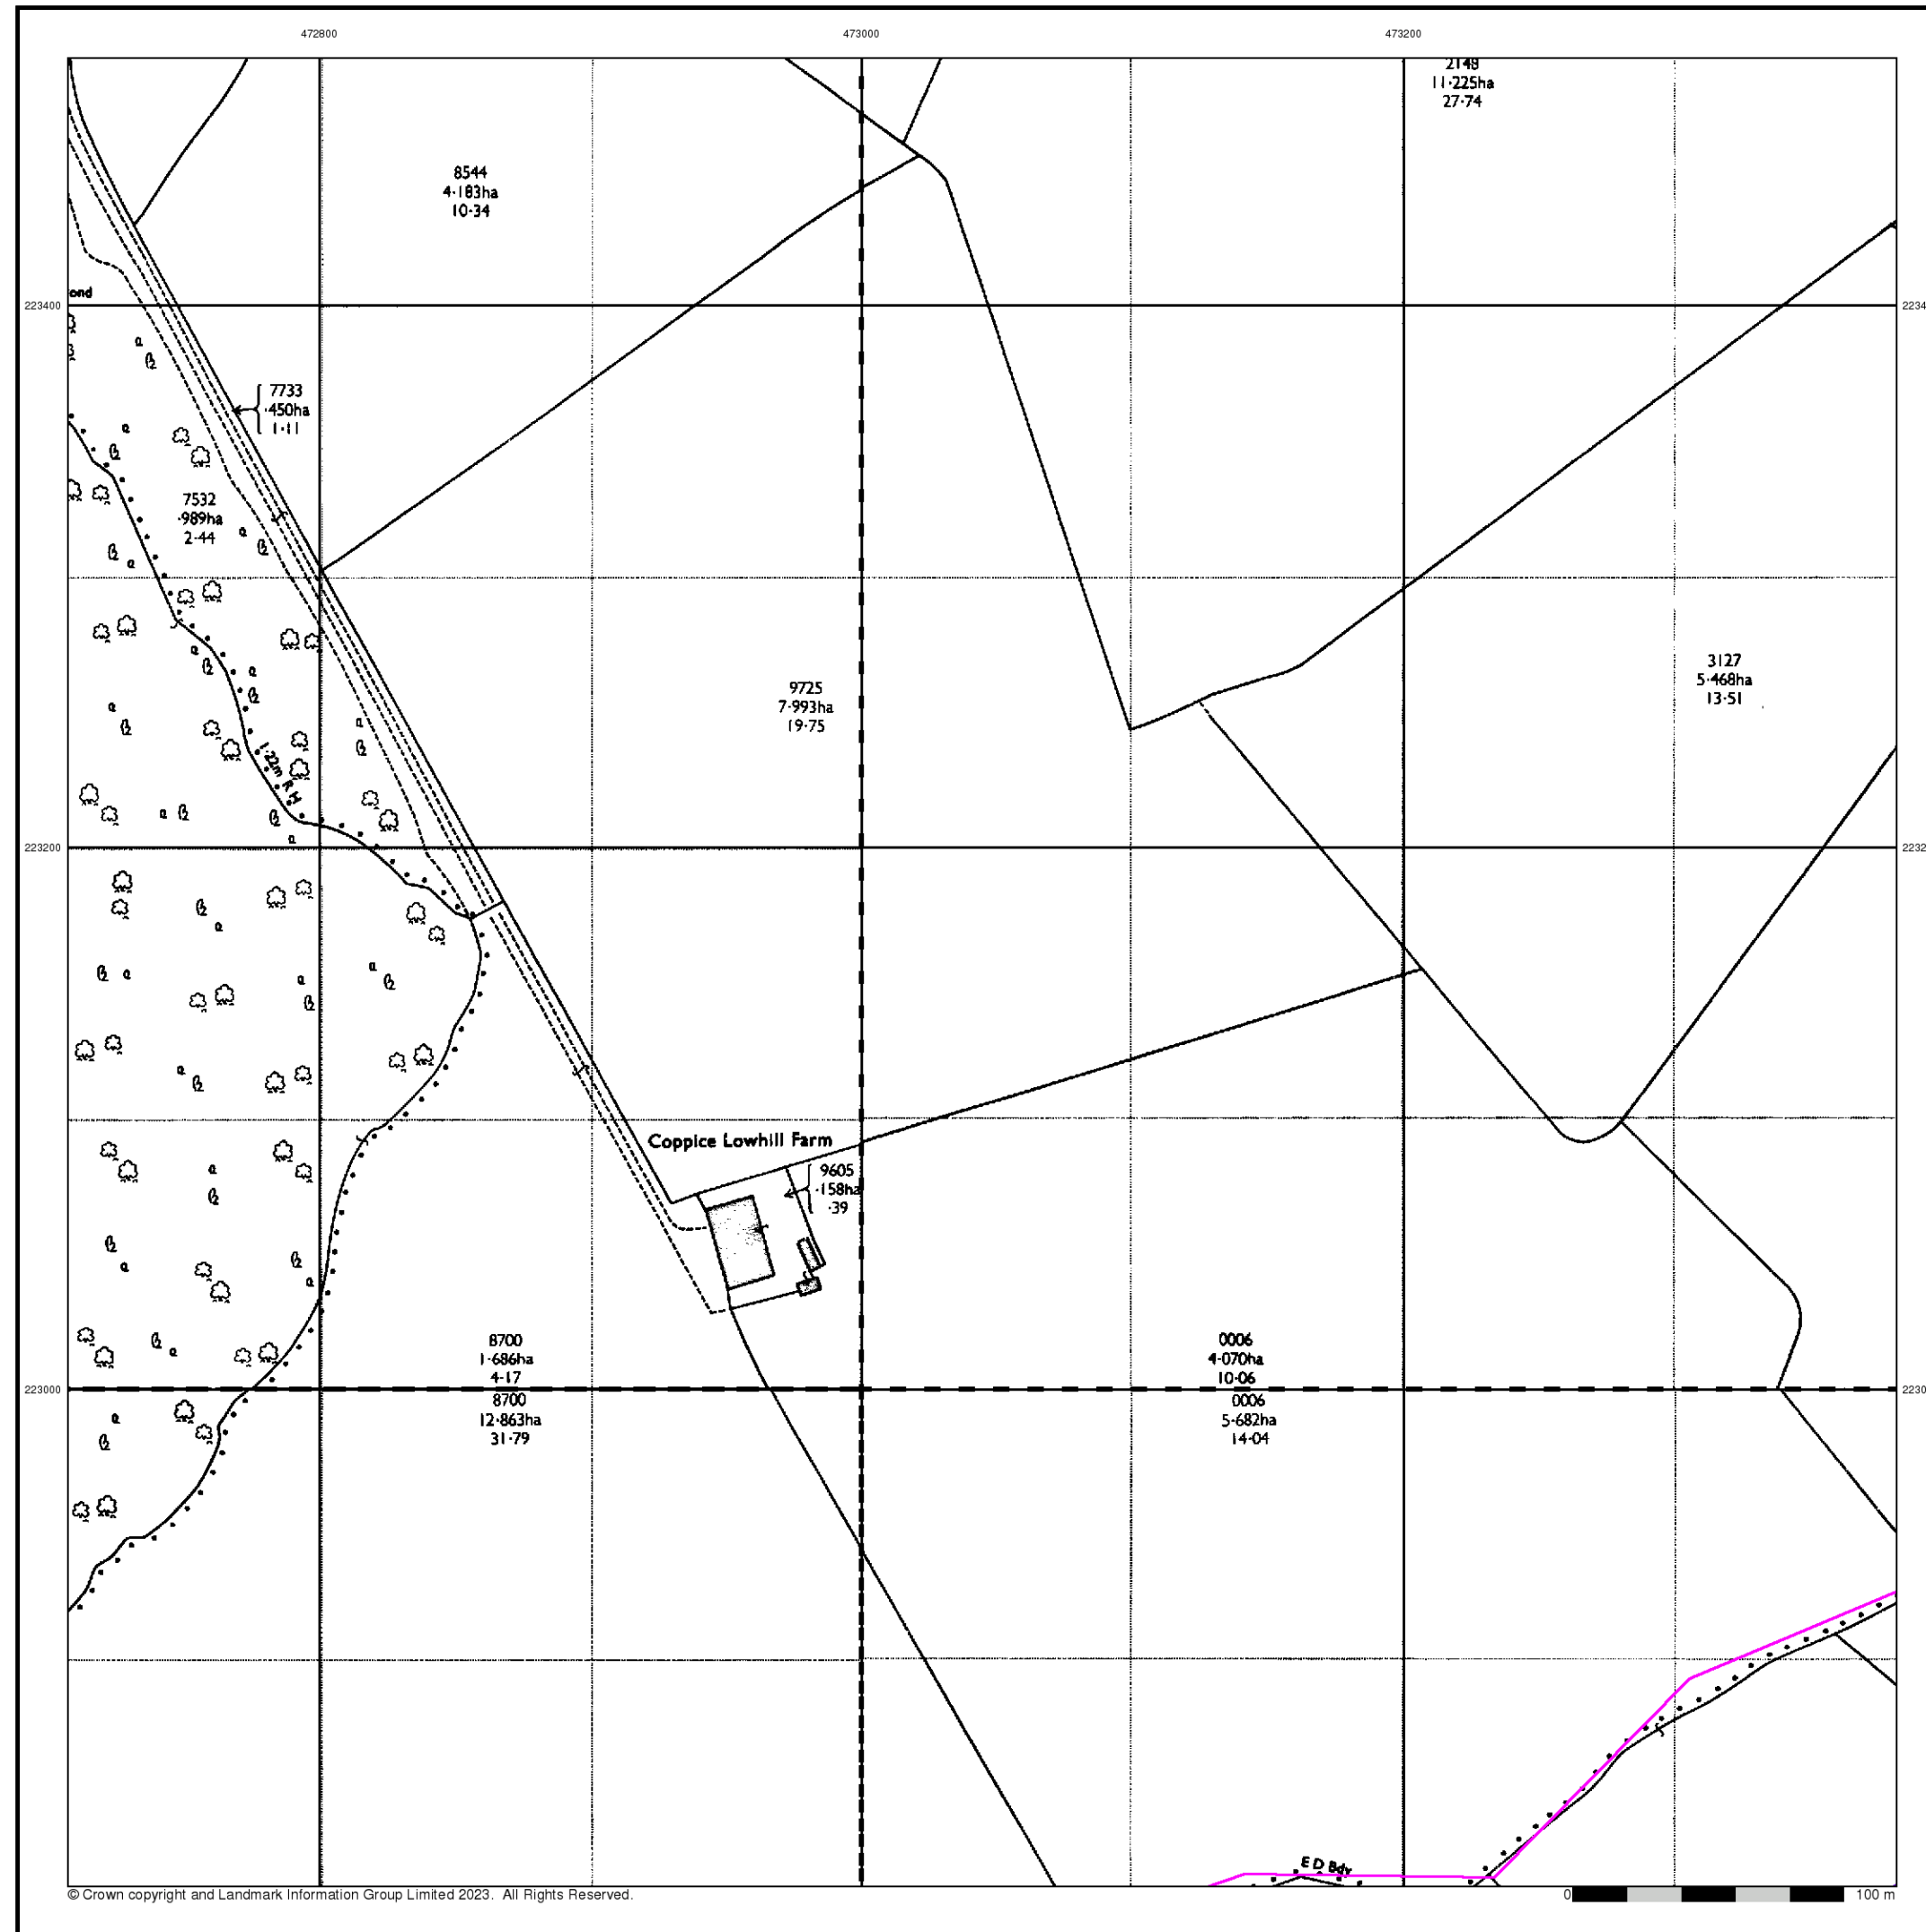 472800
473000
473200
2148
11·225ha
27·74
8544
4·183ha
10·34
ond
223400
2234
7733
·450ha
1·11
7532
·989ha
2·44
3127
5·468ha
13·51
9725
7·993ha
19·75
1·22m RH
223200
2232
Coppice Lowhill Farm
9605
·158ha
·39
8700
1·686ha
4·17
0006
4·070ha
10·06
223000
2230
8700
12·863ha
31·79
0006
5·682ha
14·04
E D Bdy
© Crown copyright and Landmark Information Group Limited 2023. All Rights Reserved.
0
100 m